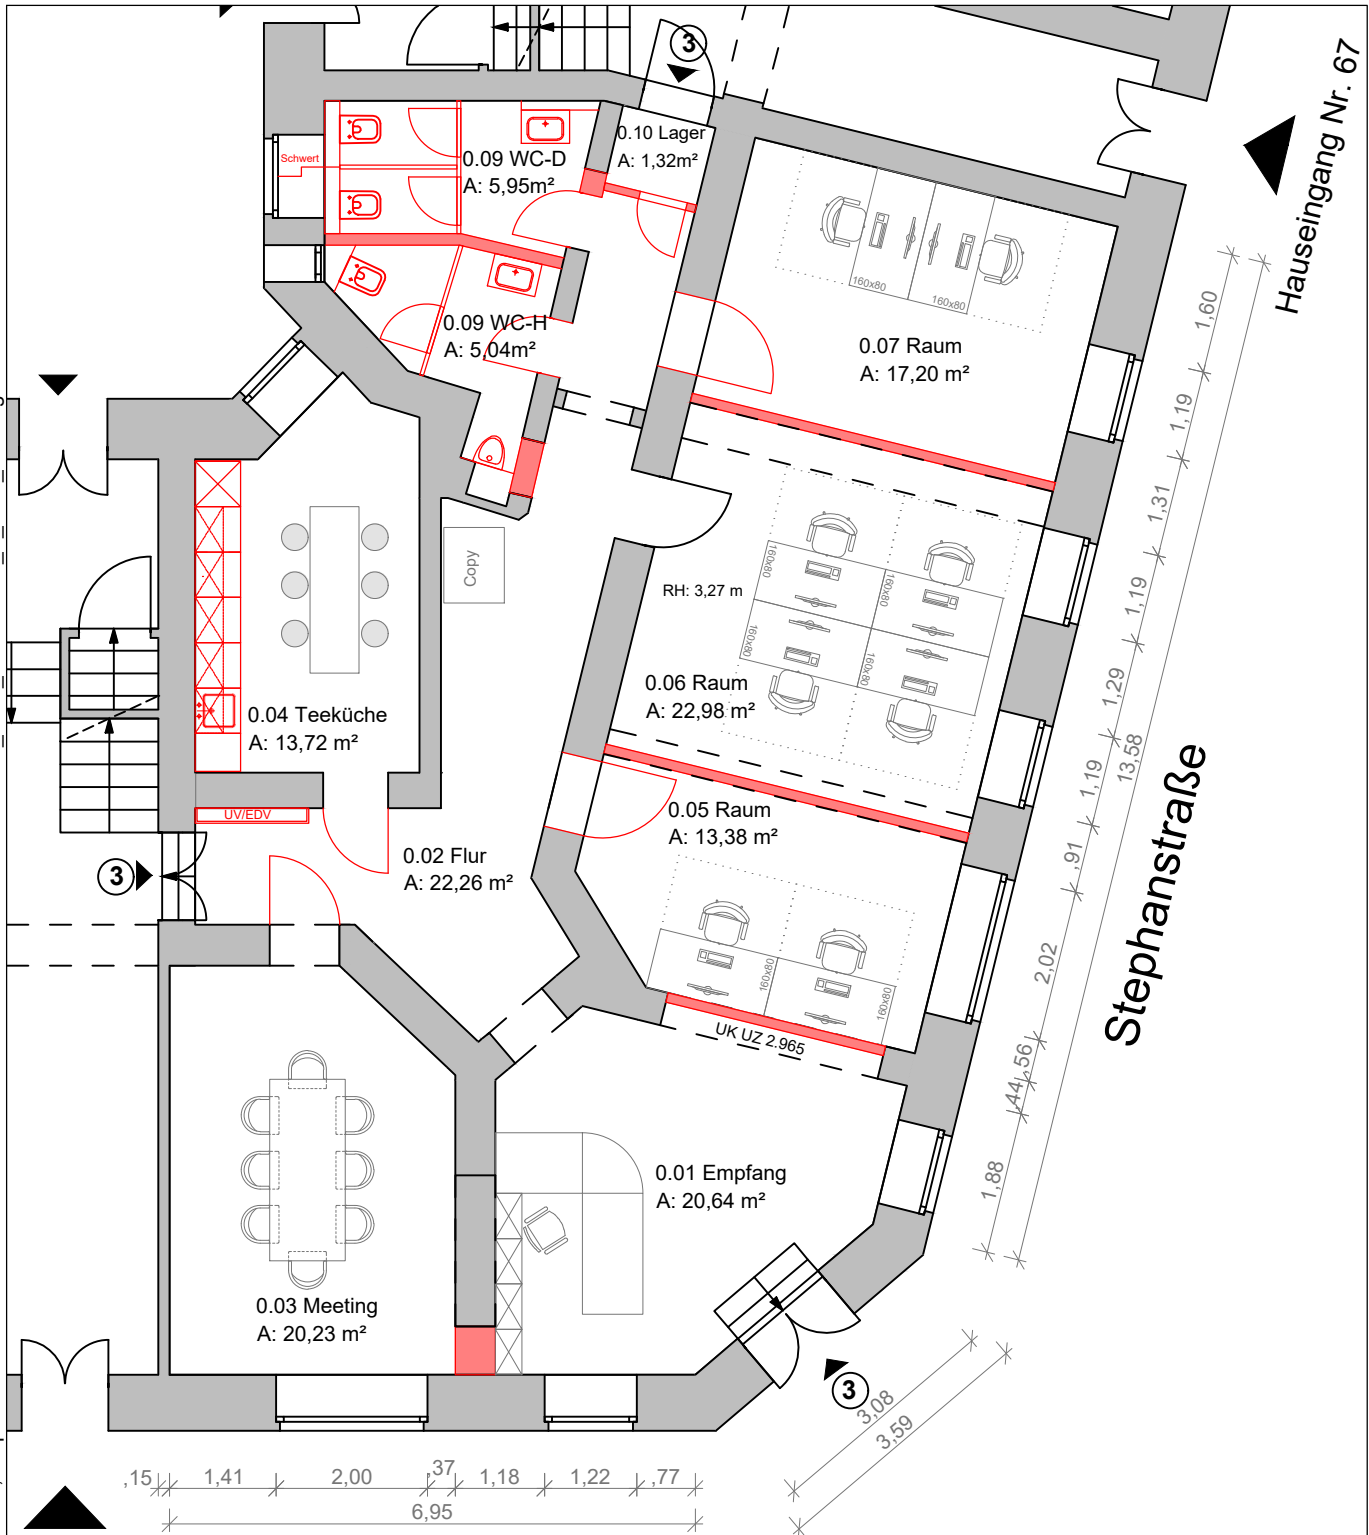 3
Hauseingang Nr. 67
0.10 Lager
A: 1,32m²
0.09 WC-D
A: 5,95m²
Schwert
160x80
160x80
0.09 WC-H
A: 5,04m²
0.07 Raum
A: 17,20 m²
1,60
1,19
1,31
1,19
1,29
1,19
,91
2,02
,56
,44
1,88
13,58
Stephanstraße
Copy
160x80
160x80
160x80
160x80
RH: 3,27 m
0.06 Raum
A: 22,98 m²
0.04 Teeküche
A: 13,72 m²
UV/EDV
0.05 Raum
A: 13,38 m²
3
0.02 Flur
A: 22,26 m²
160x80
160x80
UK UZ 2.965
0.01 Empfang
A: 20,64 m²
0.03 Meeting
A: 20,23 m²
3
3,08
3,59
,15
1,41
2,00
,37
1,18
1,22
,77
6,95